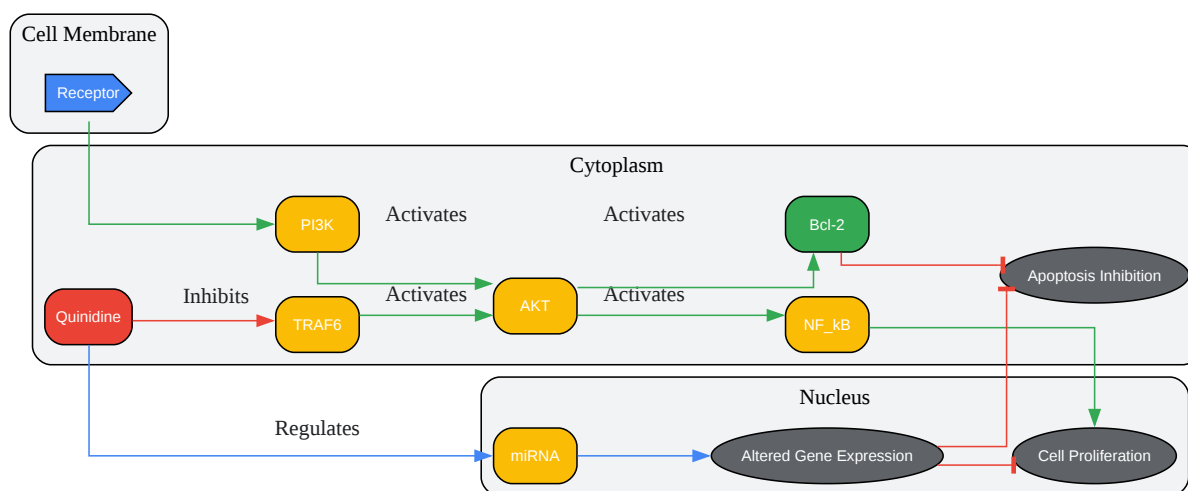 Cell Membrane
Receptor
Cytoplasm
PI3K
Activates
Activates
Bcl-2
Apoptosis Inhibition
Quinidine
Inhibits
TRAF6
Activates
AKT
Activates
NF_kB
Nucleus
Regulates
miRNA
Altered Gene Expression
Cell Proliferation